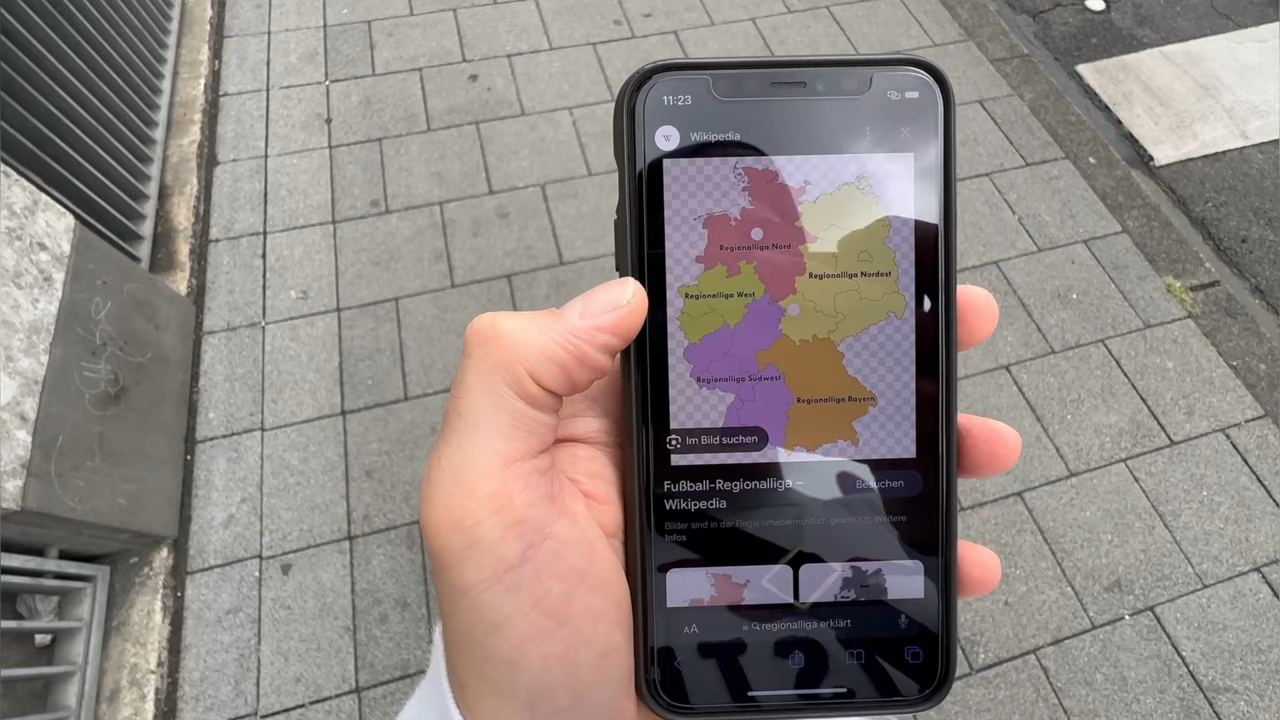 11:23
Wikipedia
Regionalliga Nord
Regionalliga Nordost
Regionalliga West
Regionalliga Südwest
Regionalliga Bayern
Im Bild suchen
Fußball-Regionalliga –
Wikipedia
Besuchen
Bilder sind in der Regel urheberrechtlich geschützt. Weitere
Infos
AA
regionalliga erklärt